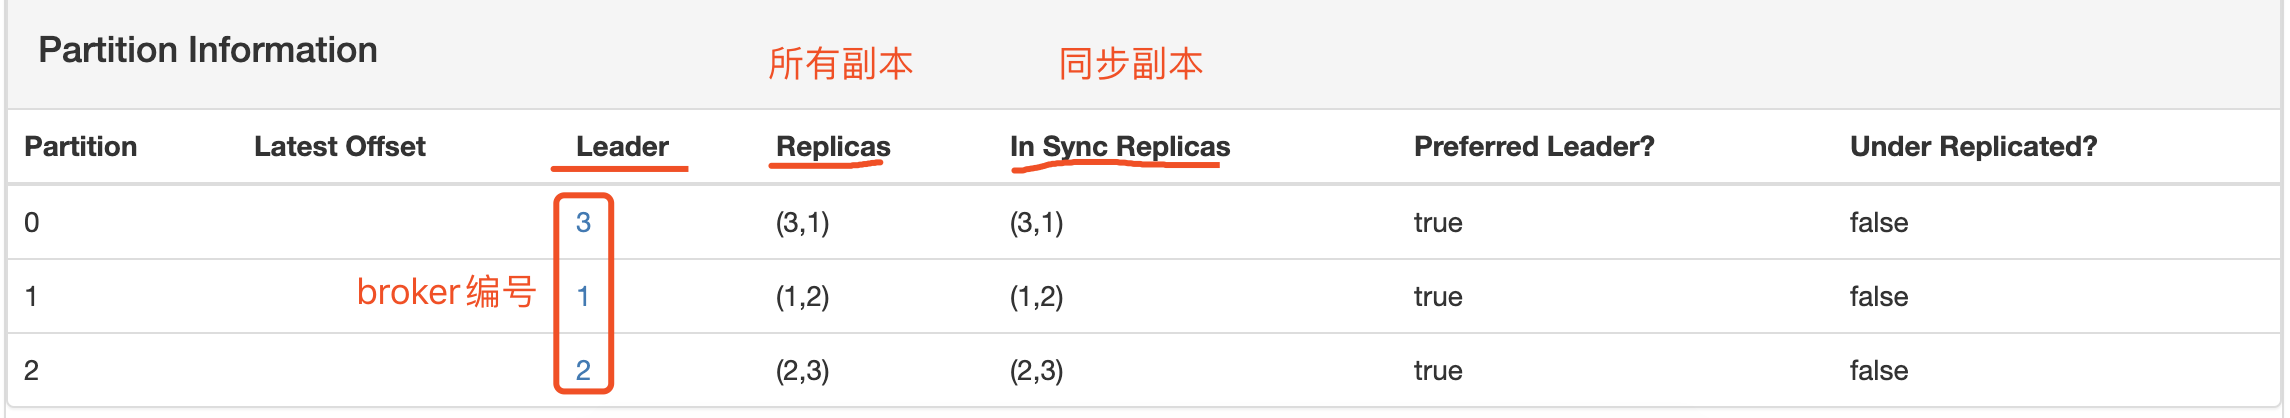 Partition Information 所有副本 同步副本
Partition Latest Offset Leader Replicas In Sync Replicas Preferred Leader? Under Replicated?
0 3 (3,1) (3,1) true false
1 broker编号 1 (1,2) (1,2) true false
2 2 (2,3) (2,3) true false